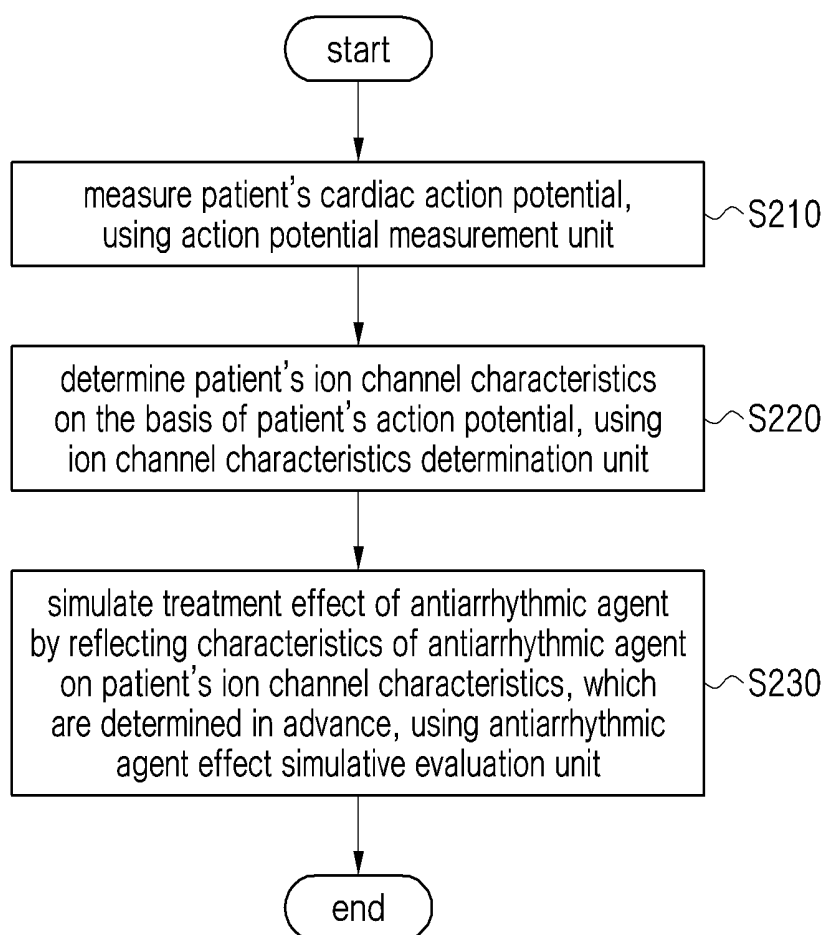 start
measure patient's cardiac action potential,
using action potential measurement unit
S210
determine patient's ion channel characteristics
on the basis of patient's action potential, using
ion channel characteristics determination unit
S220
simulate treatment effect of antiarrhythmic agent
by reflecting characteristics of antiarrhythmic agent
on patient's ion channel characteristics, which
are determined in advance, using antiarrhythmic
agent effect simulative evaluation unit
S230
end